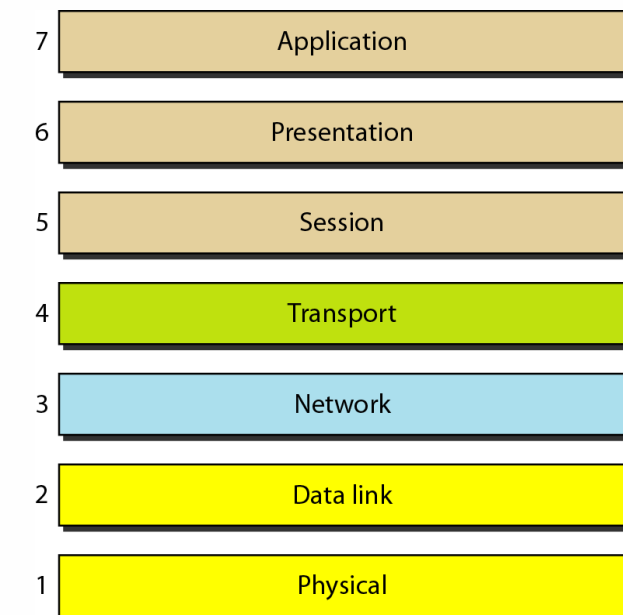 7 Application
6 Presentation
5 Session
4 Transport
3 Network
2 Data link
1 Physical